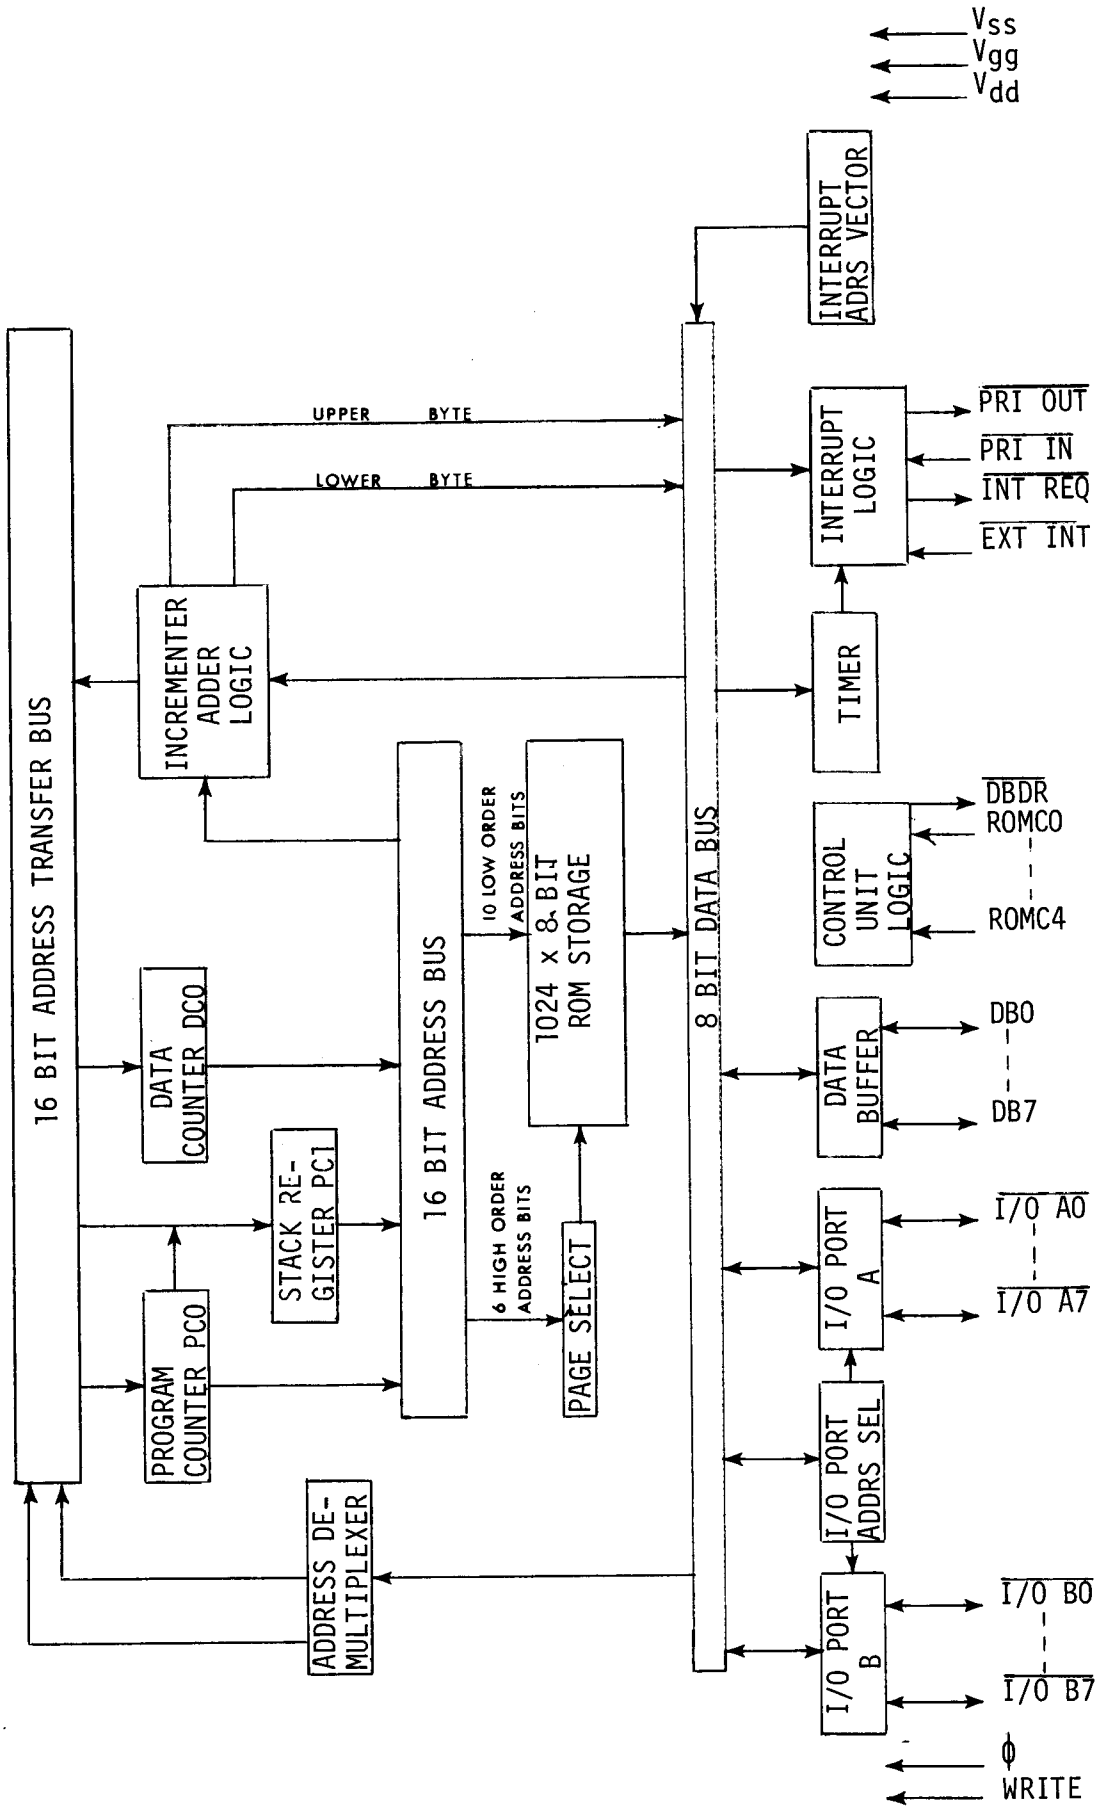 16 BIT ADDRESS TRANSFER BUS
ADDRESS DE-
MULTIPLEXER
PROGRAM
COUNTER PC0
STACK RE-
GISTER PC1
DATA
COUNTER DC0
INCREMENTER
ADDER
LOGIC
UPPER BYTE
LOWER BYTE
16 BIT ADDRESS BUS
6 HIGH ORDER
ADDRESS BITS
10 LOW ORDER
ADDRESS BITS
PAGE SELECT
1024 x 8 BIT
ROM STORAGE
8 BIT DATA BUS
I/O PORT
B
I/O PORT
ADDRS SEL
I/O PORT
A
DATA
BUFFER
CONTROL
UNIT
LOGIC
TIMER
INTERRUPT
LOGIC
INTERRUPT
ADRS VECTOR
WRITE
ϕ
I/O B7
I/O B0
I/O A7
I/O A0
DB7
DB0
ROMC4
ROMC0
DBDR
EXT INT
INT REQ
PRI IN
PRI OUT
Vdd
Vgg
Vss